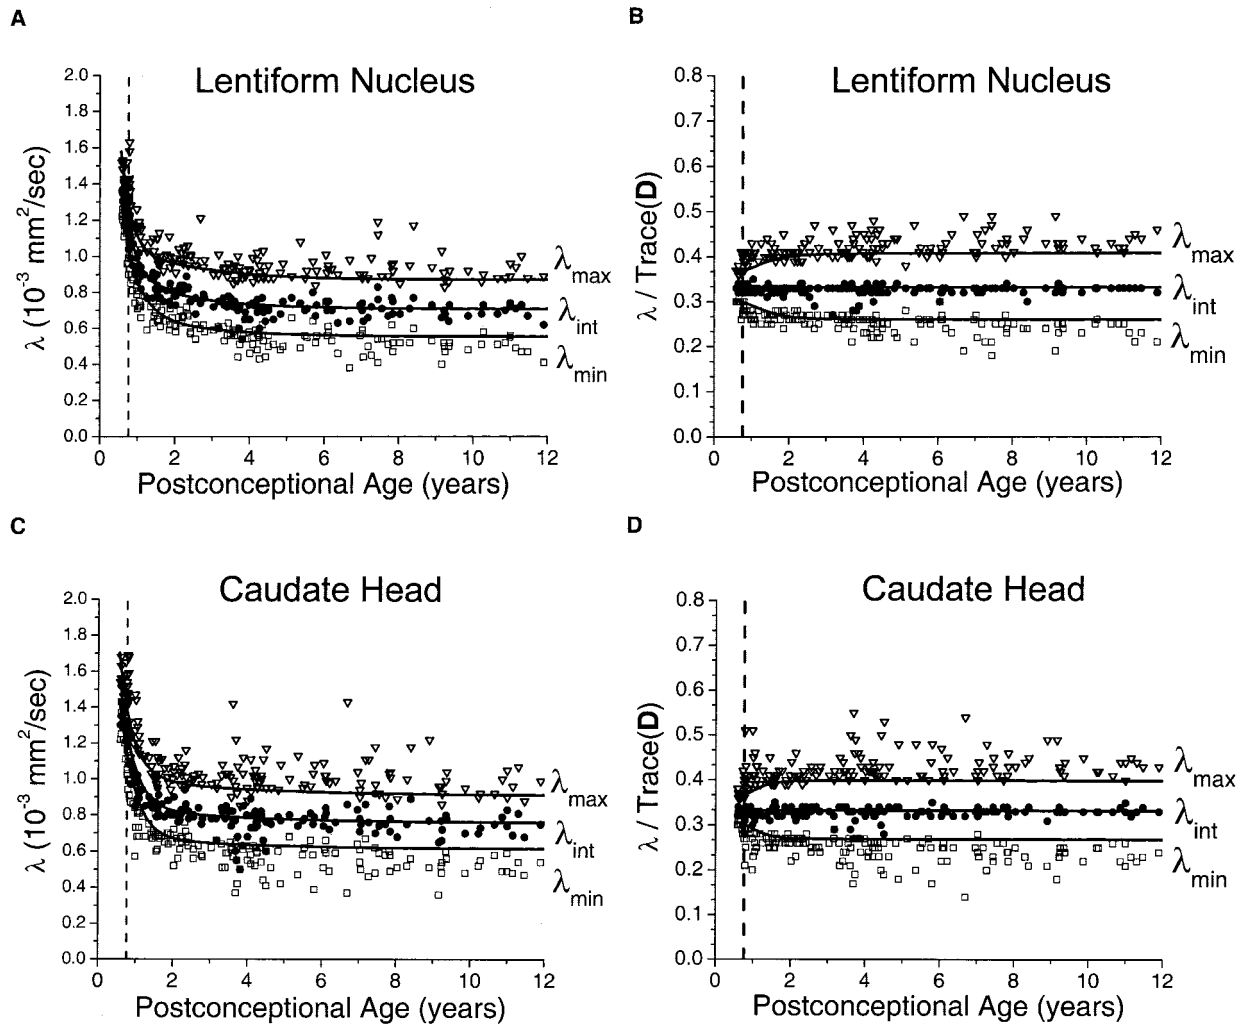 A
Lentiform Nucleus
λ (10⁻³ mm²/sec)
2.0
1.8
1.6
1.4
1.2
1.0
0.8
0.6
0.4
0.2
0.0
λmax
λint
λmin
0 2 4 6 8 10 12
Postconceptional Age (years)
B
Lentiform Nucleus
λ / Trace(D)
0.8
0.7
0.6
0.5
0.4
0.3
0.2
0.1
0.0
λmax
λint
λmin
0 2 4 6 8 10 12
Postconceptional Age (years)
C
Caudate Head
λ (10⁻³ mm²/sec)
2.0
1.8
1.6
1.4
1.2
1.0
0.8
0.6
0.4
0.2
0.0
λmax
λint
λmin
0 2 4 6 8 10 12
Postconceptional Age (years)
D
Caudate Head
λ / Trace(D)
0.8
0.7
0.6
0.5
0.4
0.3
0.2
0.1
0.0
λmax
λint
λmin
0 2 4 6 8 10 12
Postconceptional Age (years)